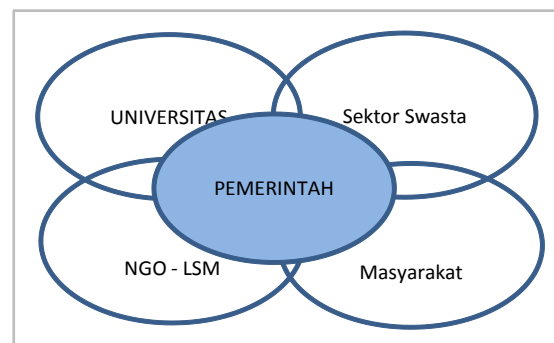 UNIVERSITAS
Sektor Swasta
PEMERINTAH
NGO - LSM
Masyarakat